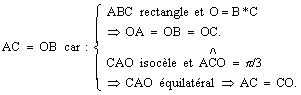 ABC rectangle et O = B * C
⇒ OA = OB = OC.
AC = OB car :
CAO isocèle et ACO^ = π/3
⇒ CAO équilatéral ⇒ AC = CO.